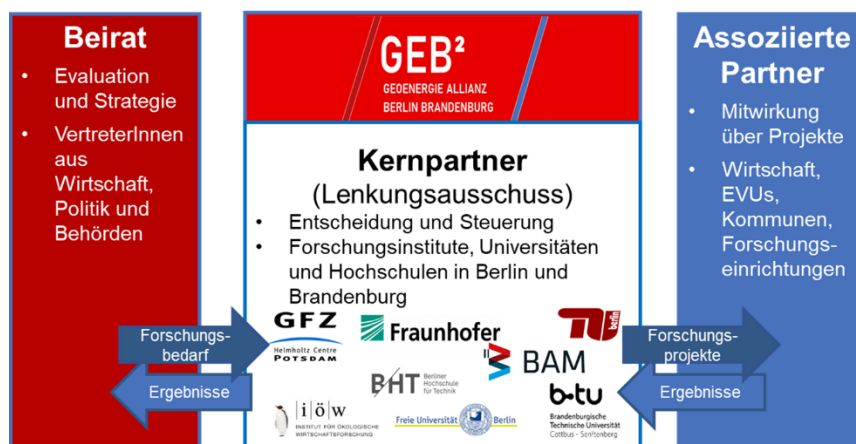 Beirat
• Evaluation
und Strategie
• VertreterInnen
aus
Wirtschaft,
Politik und
Behörden
GEB²
GEOENERGIE ALLIANZ
BERLIN BRANDENBURG
Kernpartner
(Lenkungsausschuss)
• Entscheidung und Steuerung
• Forschungsinstitute, Universitäten
und Hochschulen in Berlin und
Brandenburg
Assoziierte
Partner
• Mitwirkung
über Projekte
• Wirtschaft,
EVUs,
Kommunen,
Forschungs-
einrichtungen
Forschungs-
bedarf
Ergebnisse
GFZ
Helmholtz Centre
POTSDAM
Fraunhofer
TU
berlin
BAM
BHT
Berliner
Hochschule
für Technik
b-tu
Brandenburgische
Technische Universität
Cottbus - Senftenberg
|i|ö|w
INSTITUT FÜR ÖKOLOGISCHE
WIRTSCHAFTSFORSCHUNG
Freie Universität Berlin
Forschungs-
projekte
Ergebnisse